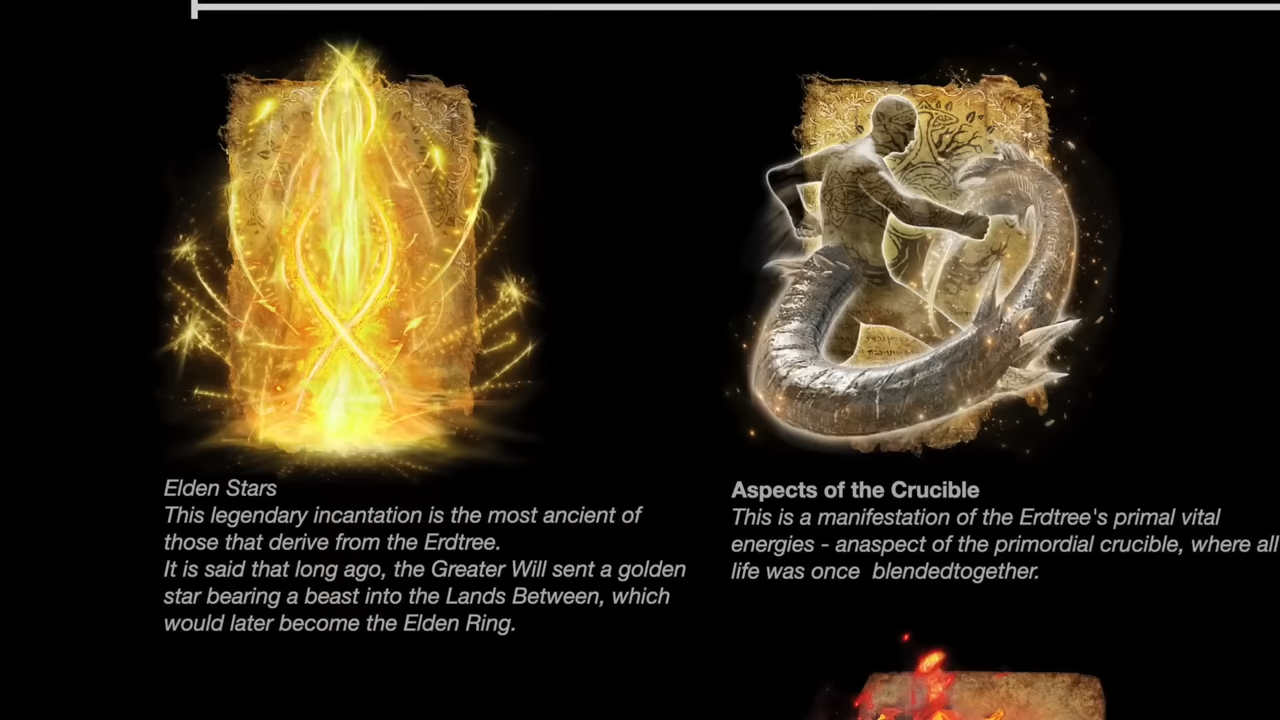 Elden Stars
This legendary incantation is the most ancient of
those that derive from the Erdtree.
It is said that long ago, the Greater Will sent a golden
star bearing a beast into the Lands Between, which
would later become the Elden Ring.
Aspects of the Crucible
This is a manifestation of the Erdtree's primal vital
energies - anaspect of the primordial crucible, where all
life was once  blendedtogether.